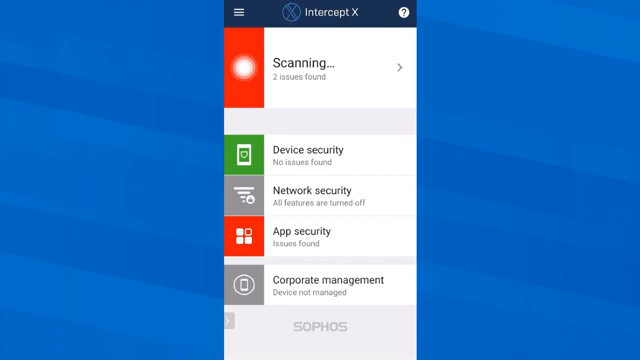 Intercept X
?
Scanning...
2 issues found
Device security
No issues found
Network security
All features are turned off
App security
Issues found
Corporate management
Device not managed
SOPHOS